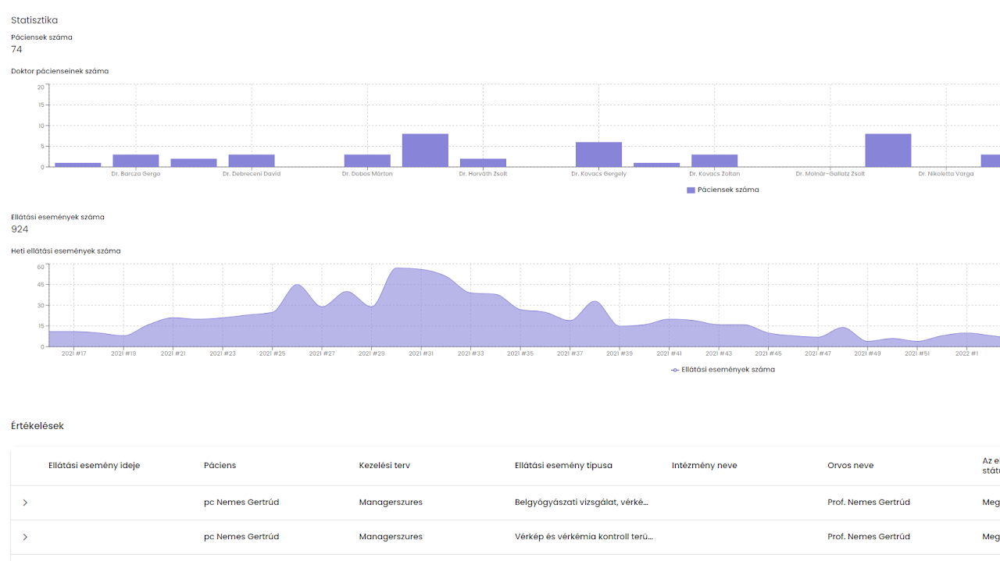 Statisztika
Páciensek száma
74
Doktor pácienseinek száma
20
15
10
5
0
Dr. Barcza Gergo Dr. Debreceni David Dr. Dobos Márton Dr. Horváth Zsolt Dr. Kovacs Gergely Dr. Kovacs Zoltan Dr. Molnár-Gallatz Zsolt Dr. Nikoletta Varga
Páciensek száma
Ellátási események száma
924
Heti ellátási események száma
60
45
30
15
0
2021 #17 2021 #19 2021 #21 2021 #23 2021 #25 2021 #27 2021 #29 2021 #31 2021 #33 2021 #35 2021 #37 2021 #39 2021 #41 2021 #43 2021 #45 2021 #47 2021 #49 2021 #51 2022 #1
Ellátási események száma
Értékelések
Ellátási esemény ideje Páciens Kezelési terv Ellátási esemény tipusa Intézmény neve Orvos neve Az el
státu
pc Nemes Gertrúd Managerszures Belgyógyászati vizsgálat, vérké... Prof. Nemes Gertrúd Meg
pc Nemes Gertrúd Managerszures Vérkép és vérkémia kontroll terü... Prof. Nemes Gertrúd Meg